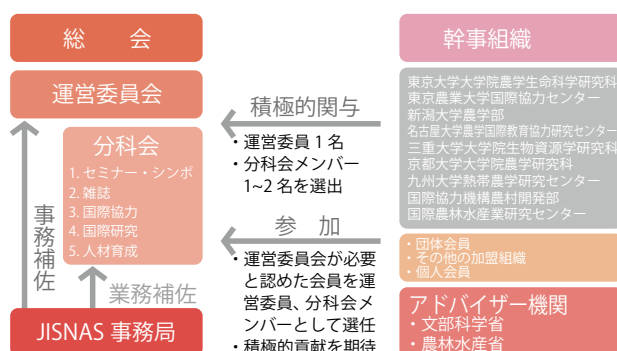 総　会
運営委員会
分科会
1. セミナー・シンポ
2. 雑誌
3. 国際協力
4. 国際研究
5. 人材育成
事務補佐
業務補佐
JISNAS 事務局
積極的関与
・運営委員 1 名
・分科会メンバー
1~2 名を選出
参　加
・運営委員会が必要
と認めた会員を運
営委員、分科会メ
ンバーとして選任
・積極的貢献を期待
幹事組織
東京大学大学院農学生命科学研究科
東京農業大学国際協力センター
新潟大学農学部
名古屋大学農学国際教育協力研究センター
三重大学大学院生物資源学研究科
京都大学大学院農学研究科
九州大学熱帯農学研究センター
国際協力機構農村開発部
国際農林水産業研究センター
・団体会員
・その他の加盟組織
・個人会員
アドバイザー機関
・文部科学省
・農林水産省